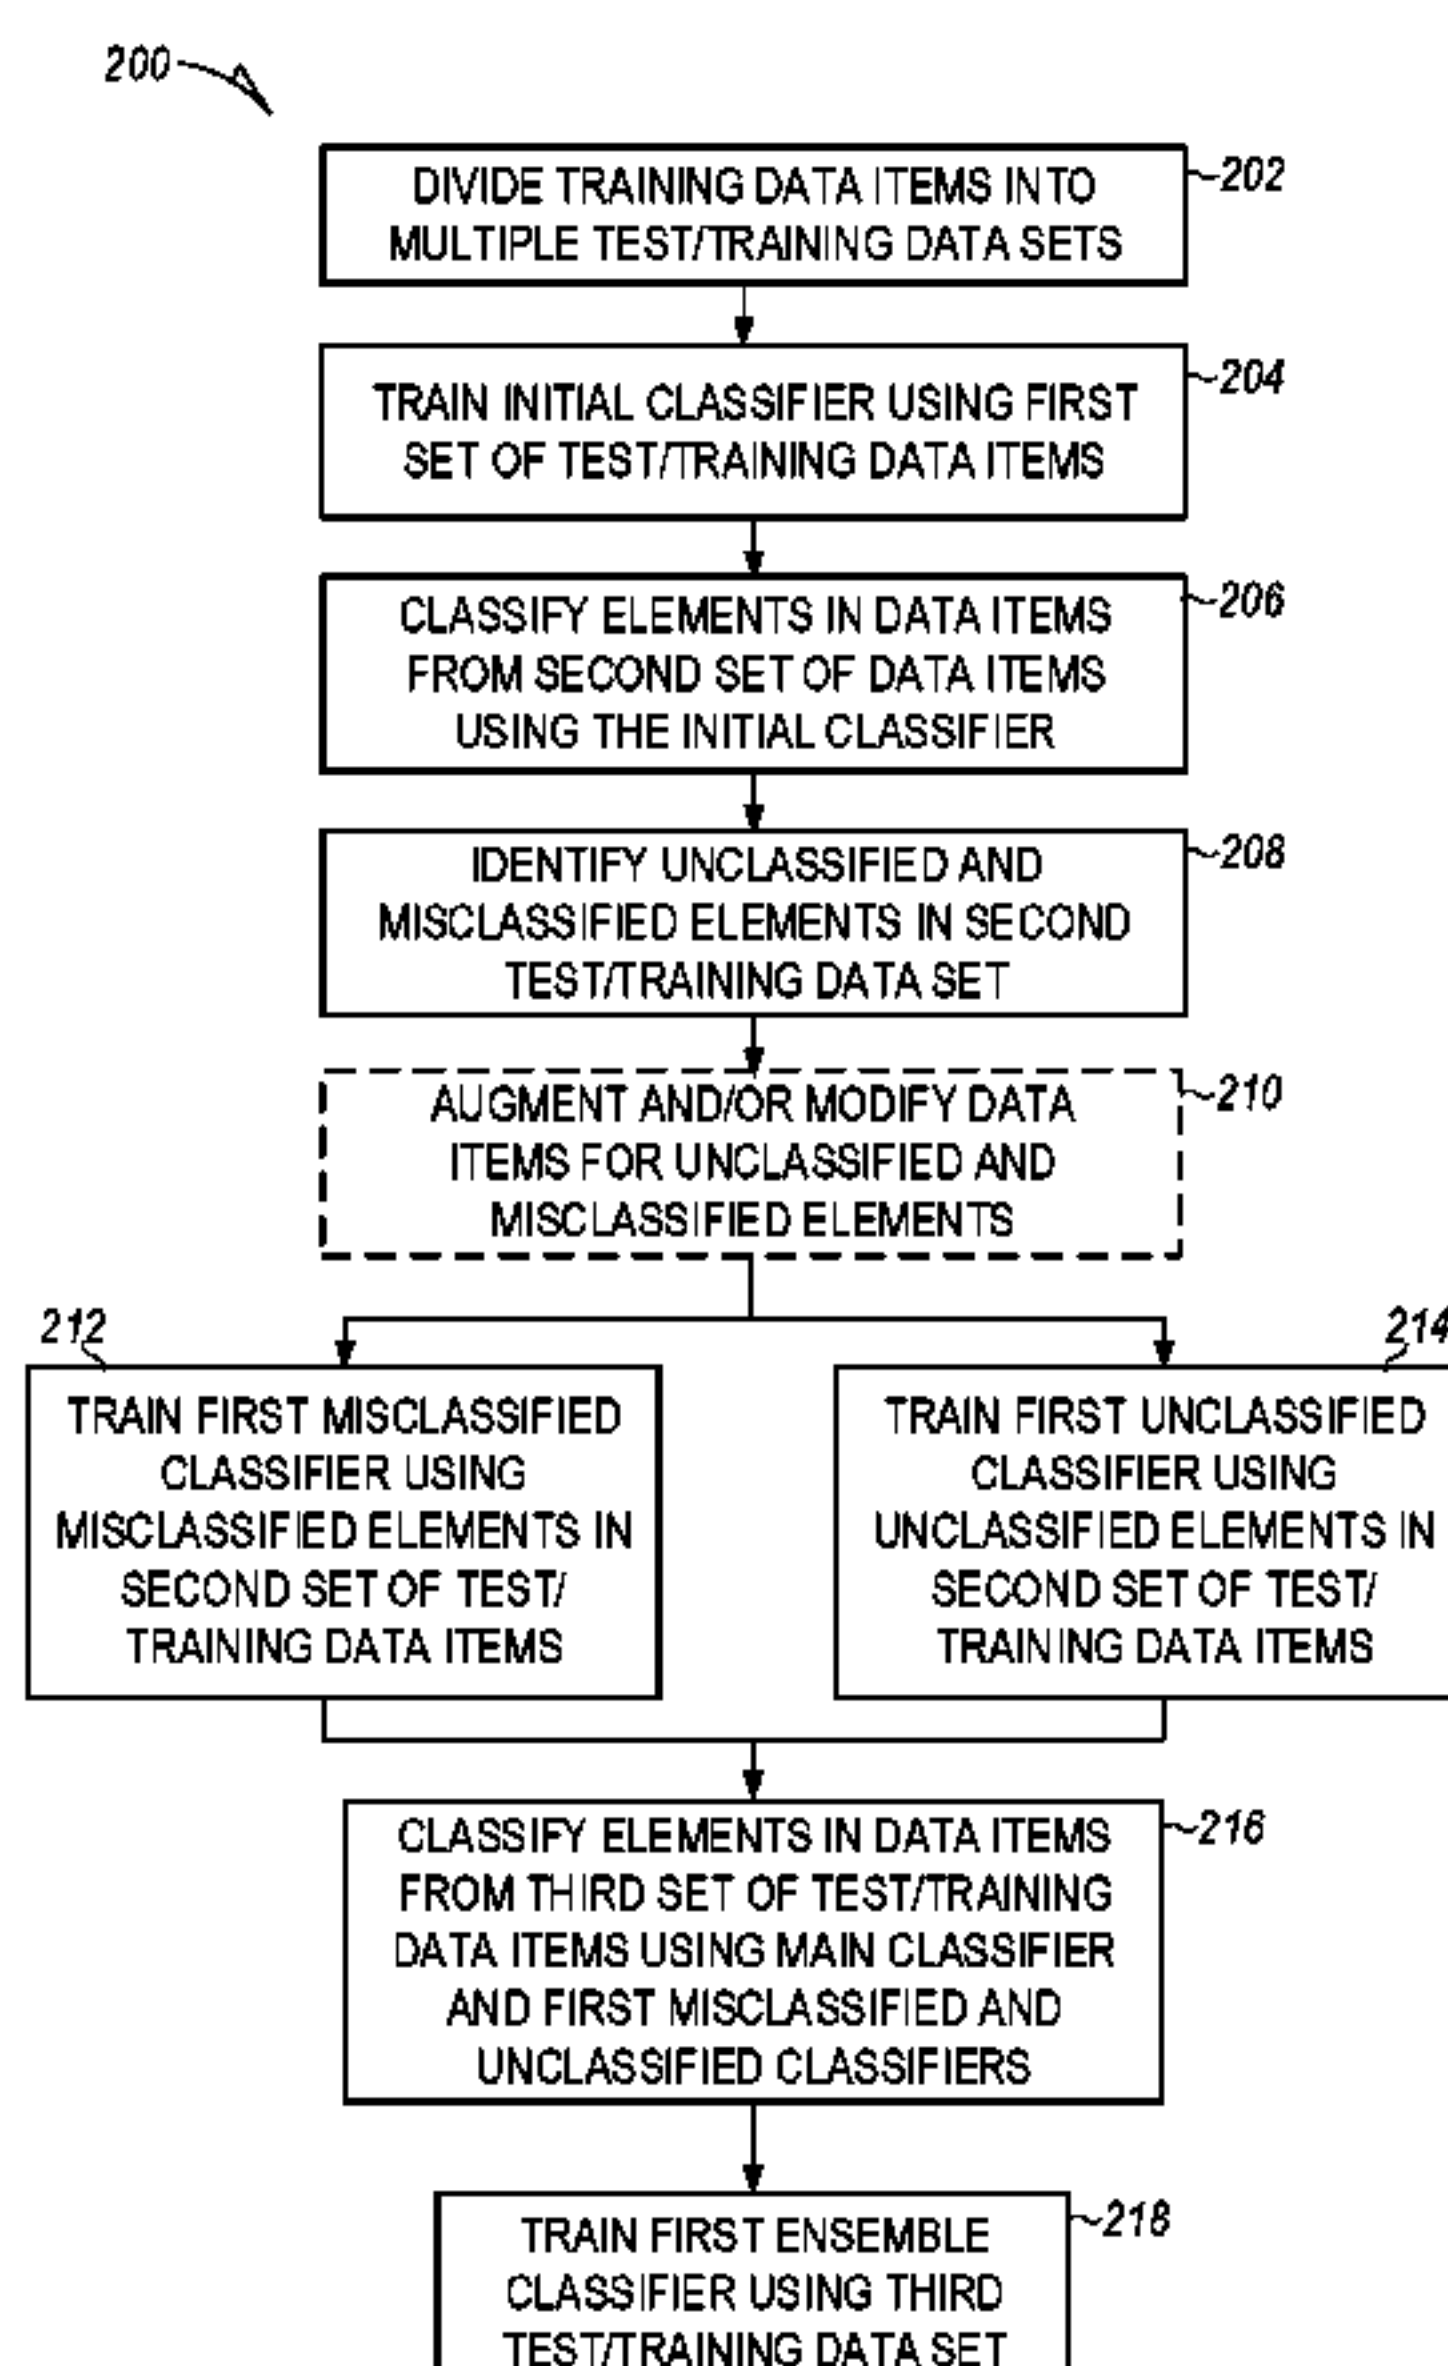 200
DIVIDE TRAINING DATA ITEMS INTO
MULTIPLE TEST/TRAINING DATA SETS
202
TRAIN INITIAL CLASSIFIER USING FIRST
SET OF TEST/TRAINING DATA ITEMS
204
CLASSIFY ELEMENTS IN DATA ITEMS
FROM SECOND SET OF DATA ITEMS
USING THE INITIAL CLASSIFIER
206
IDENTIFY UNCLASSIFIED AND
MISCLASSIFIED ELEMENTS IN SECOND
TEST/TRAINING DATA SET
208
AUGMENT AND/OR MODIFY DATA
ITEMS FOR UNCLASSIFIED AND
MISCLASSIFIED ELEMENTS
210
212
TRAIN FIRST MISCLASSIFIED
CLASSIFIER USING
MISCLASSIFIED ELEMENTS IN
SECOND SET OF TEST/
TRAINING DATA ITEMS
214
TRAIN FIRST UNCLASSIFIED
CLASSIFIER USING
UNCLASSIFIED ELEMENTS IN
SECOND SET OF TEST/
TRAINING DATA ITEMS
CLASSIFY ELEMENTS IN DATA ITEMS
FROM THIRD SET OF TEST/TRAINING
DATA ITEMS USING MAIN CLASSIFIER
AND FIRST MISCLASSIFIED AND
UNCLASSIFIED CLASSIFIERS
216
TRAIN FIRST ENSEMBLE
CLASSIFIER USING THIRD
TEST/TRAINING DATA SET
218